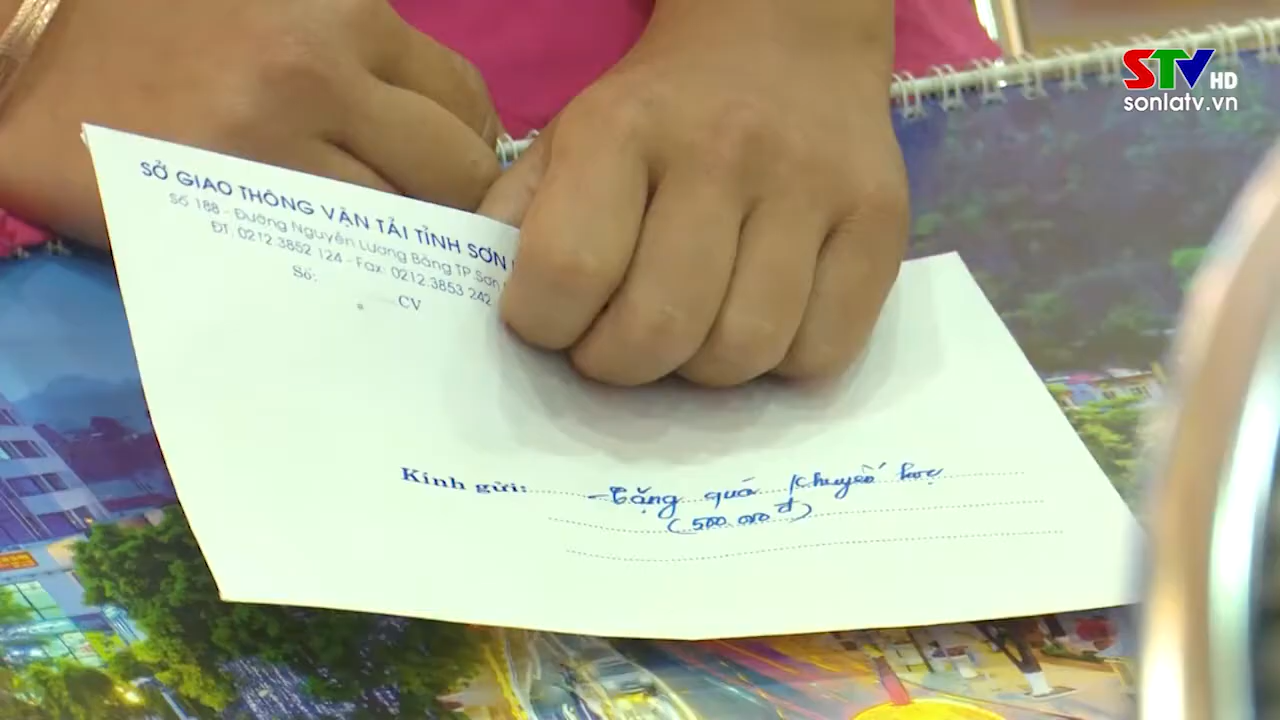 STV HD
sonlatv.vn
SỞ GIAO THÔNG VẬN TẢI TỈNH SƠN
Số 188 - Đường Nguyễn Lương Bằng TP Sơn
ĐT: 0212.3852 124 - Fax: 0212.3853 242
Số: CV
Kính gửi: - Tặng quà khuyến học
(500.000đ)